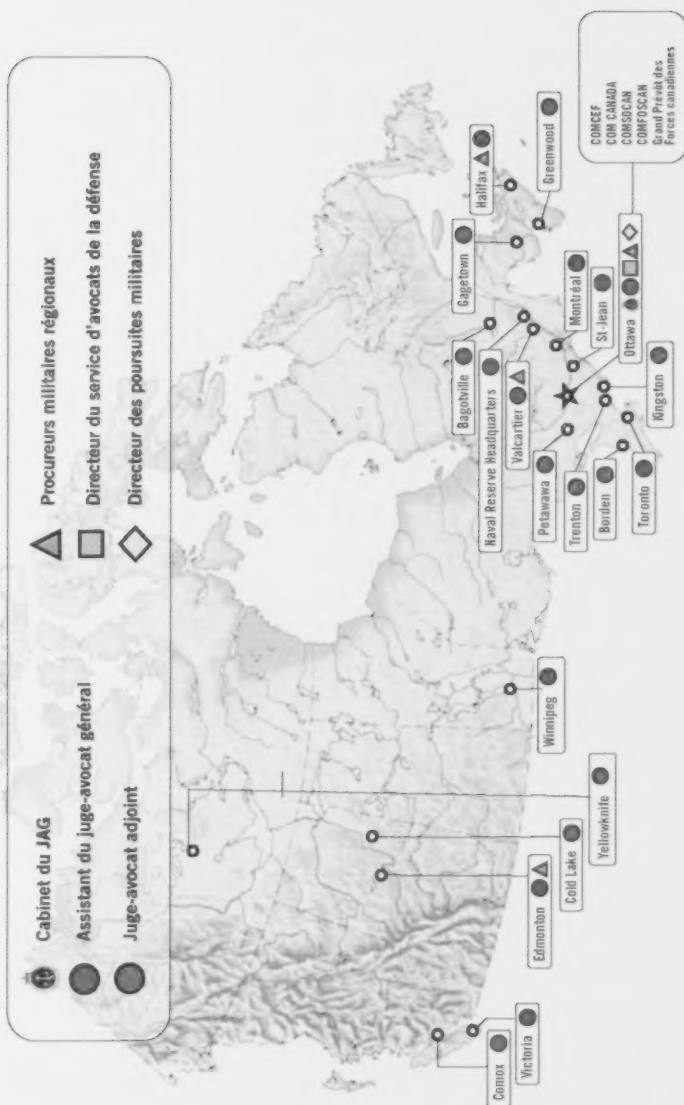 Cabinet du JAG
Assistant du juge-avocat général
Juge-avocat adjoint
Procureurs militaires régionaux
Directeur du service d'avocats de la défense
Directeur des poursuites militaires
Comox
Victoria
Edmonton
Cold Lake
Yellowknife
Winnipeg
Bagotville
Naval Reserve Headquarters
Valcartier
Petawawa
Trenton
Borden
Toronto
Gagetown
Halifax
Greenwood
Montréal
St-Jean
Ottawa
Kingston
COMCEF
COM CANADA
COMSOCAN
COMFOSCAN
Grand Prévôt des
Forces canadiennes